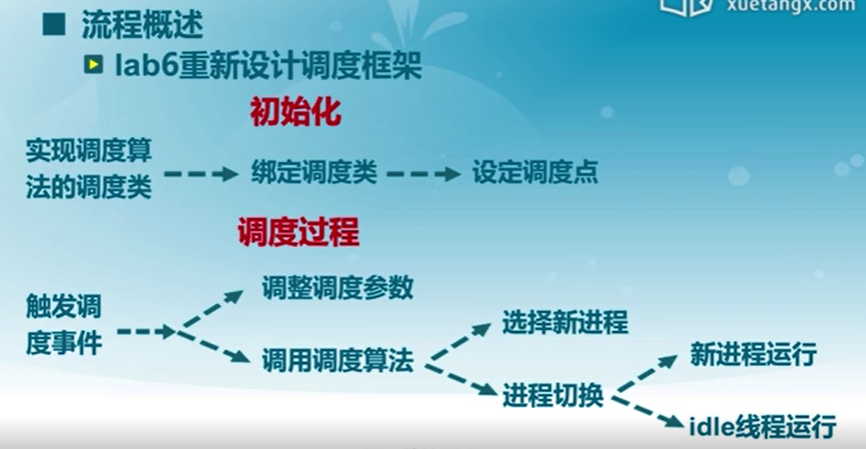 xuetangx.com
流程概述
lab6重新设计调度框架
初始化
实现调度算
法的调度类
绑定调度类
设定调度点
调度过程
触发调
度事件
调整调度参数
调用调度算法
选择新进程
进程切换
新进程运行
idle线程运行